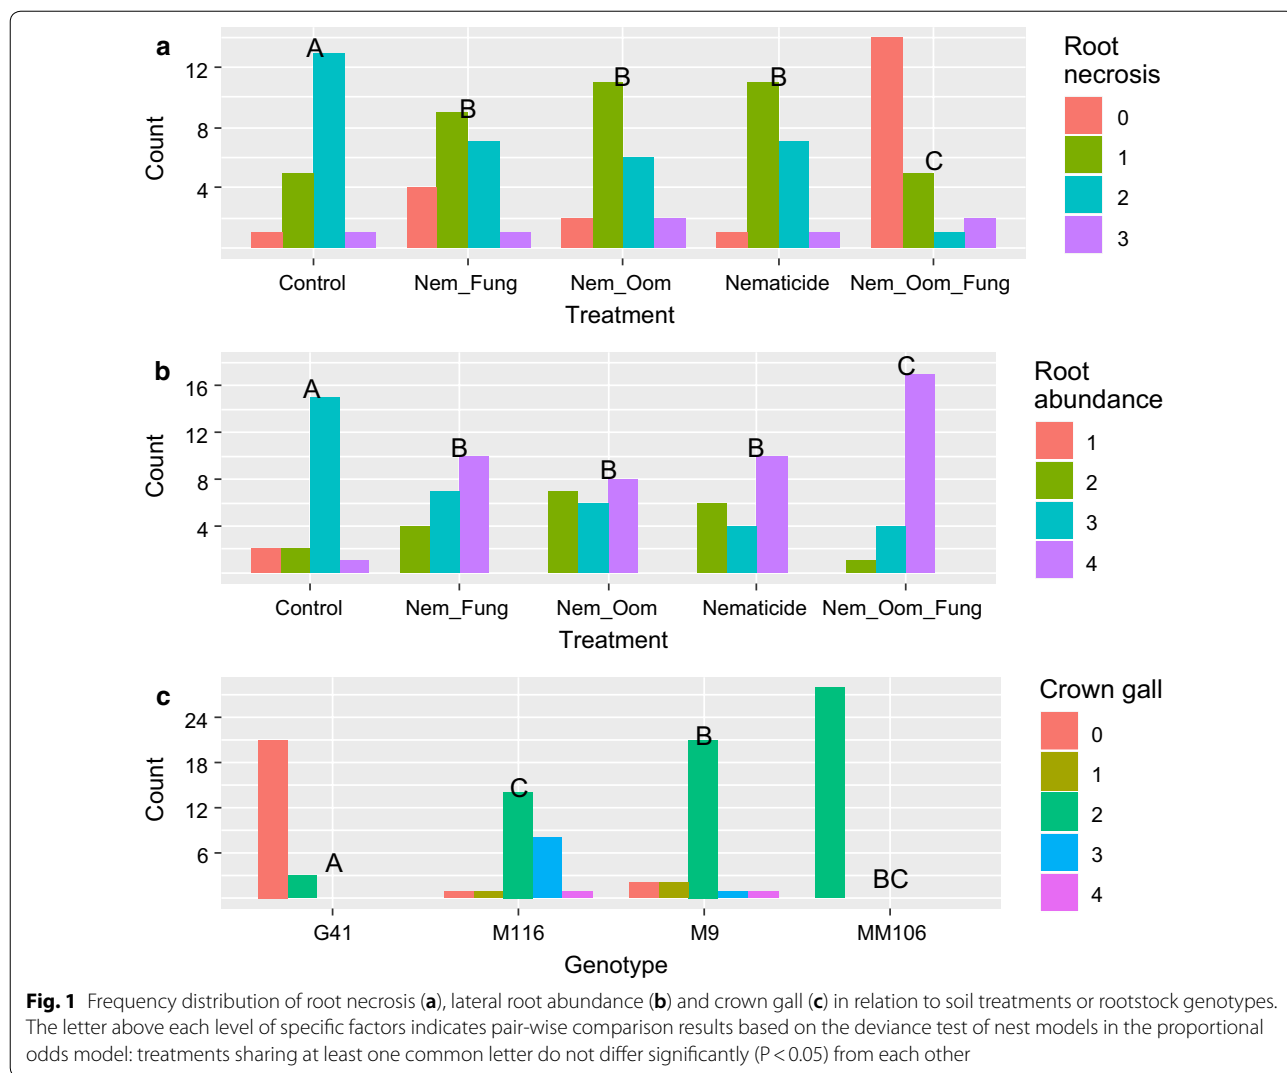 a
A
B
B
B
C
12
8
4
Count
Control Nem_Fung Nem_Oom Nematicide Nem_Oom_Fung
Treatment
Root
necrosis
0
1
2
3
b
A
B
B
B
C
16
12
8
4
Count
Control Nem_Fung Nem_Oom Nematicide Nem_Oom_Fung
Treatment
Root
abundance
1
2
3
4
c
A
C
B
BC
24
18
12
6
Count
G41 M116 M9 MM106
Genotype
Crown gall
0
1
2
3
4
Fig. 1 Frequency distribution of root necrosis (a), lateral root abundance (b) and crown gall (c) in relation to soil treatments or rootstock genotypes.
The letter above each level of specific factors indicates pair-wise comparison results based on the deviance test of nest models in the proportional
odds model: treatments sharing at least one common letter do not differ significantly (P < 0.05) from each other